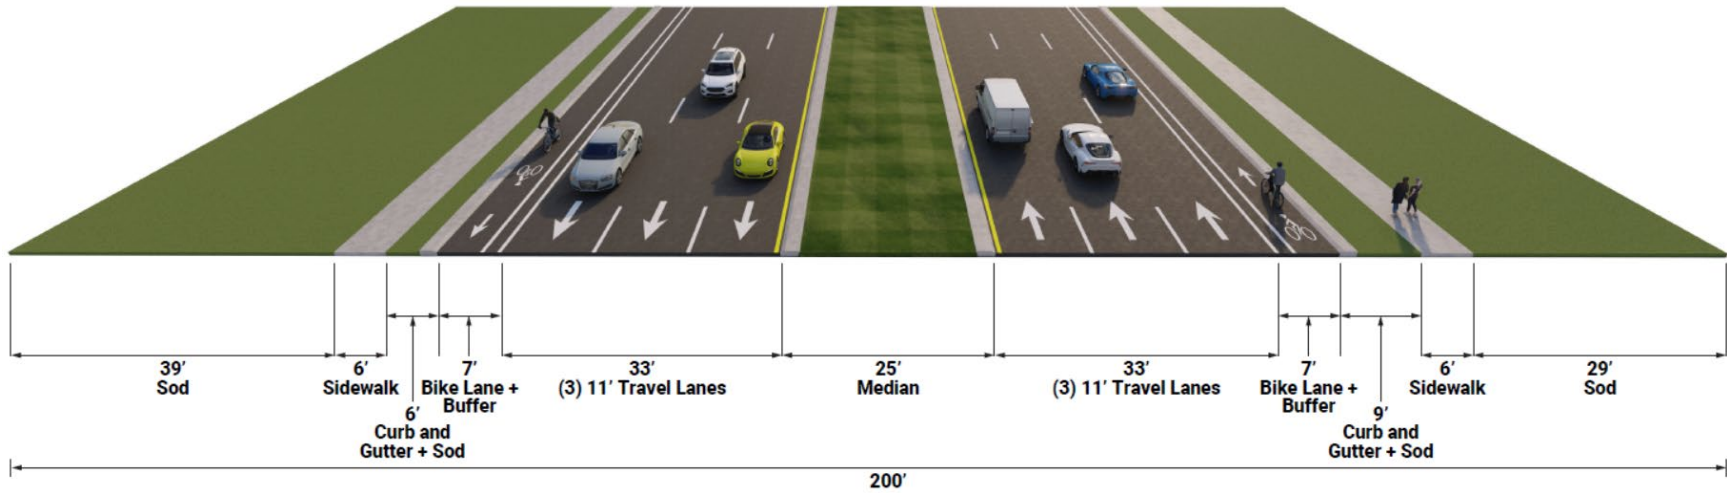 39'
Sod
6'
Sidewalk
6'
Curb and
Gutter + Sod
7'
Bike Lane +
Buffer
33'
(3) 11' Travel Lanes
25'
Median
33'
(3) 11' Travel Lanes
7'
Bike Lane +
Buffer
9'
Curb and
Gutter + Sod
6'
Sidewalk
29'
Sod
200'